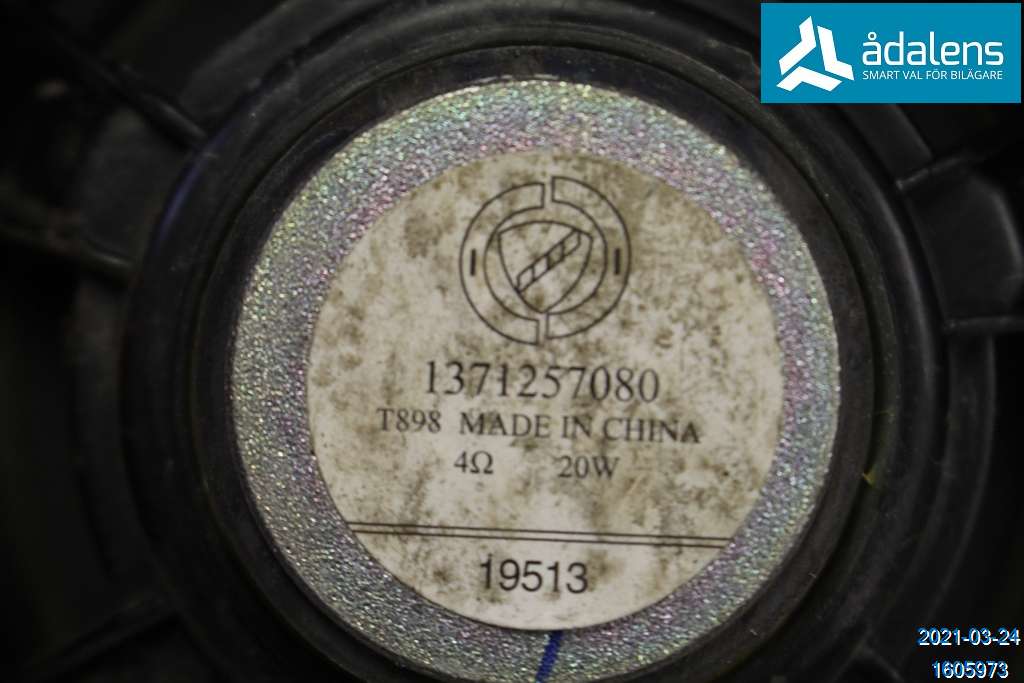 ådalens
SMART VAL FÖR BILÄGARE
1371257080
T898 MADE IN CHINA
4Ω 20W
19513
2021-03-24
1605973